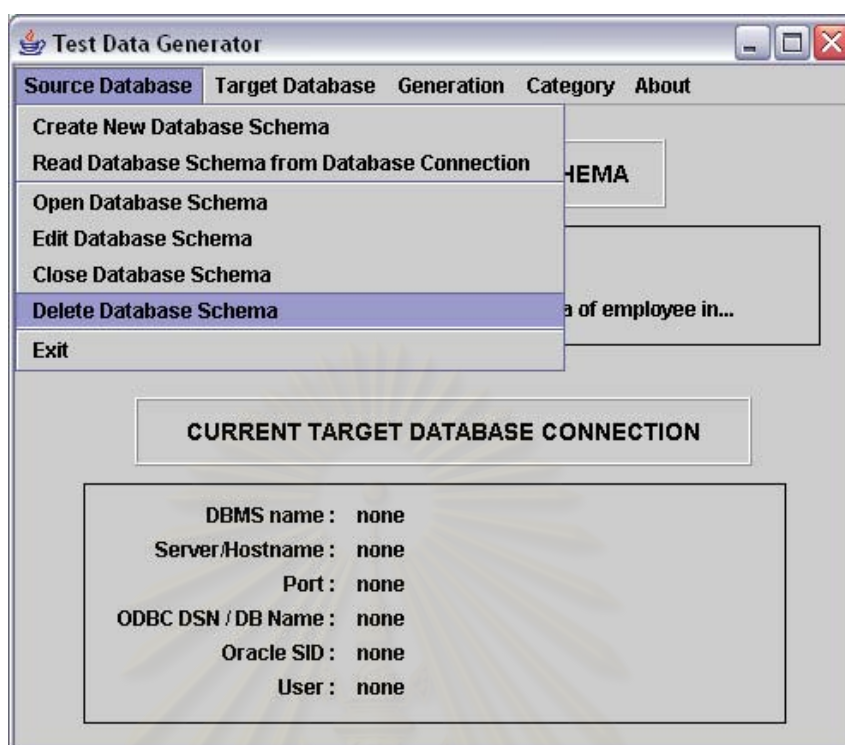 Test Data Generator
Source Database Target Database Generation Category About
Create New Database Schema
Read Database Schema from Database Connection
Open Database Schema
Edit Database Schema
Close Database Schema
Delete Database Schema
Exit
of employee in...
CURRENT TARGET DATABASE CONNECTION
DBMS name : none
Server/Hostname : none
Port : none
ODBC DSN / DB Name : none
Oracle SID : none
User : none